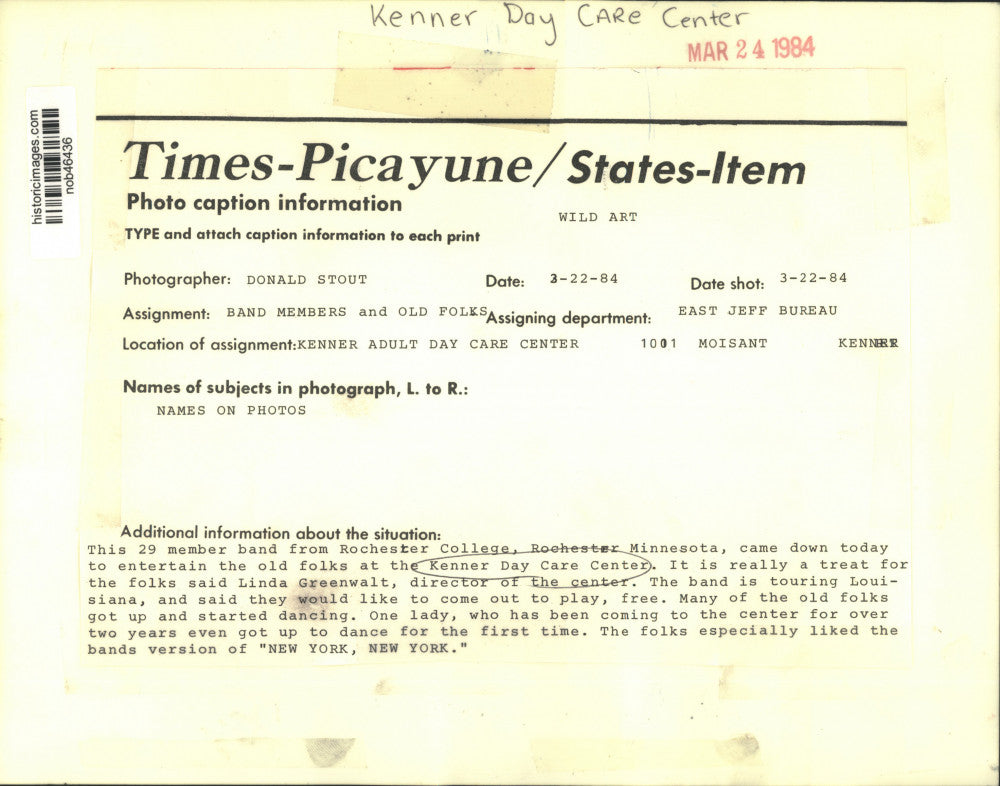 Kenner Day CARE Center
MAR 24 1984
historicimages.com
nob46436
Times-Picayune/States-Item
Photo caption information
WILD ART
TYPE and attach caption information to each print
Photographer: DONALD STOUT Date: 3-22-84 Date shot: 3-22-84
Assignment: BAND MEMBERS and OLD FOLKS Assigning department: EAST JEFF BUREAU
Location of assignment: KENNER ADULT DAY CARE CENTER 1001 MOISANT KENNER
Names of subjects in photograph, L. to R.:
NAMES ON PHOTOS
Additional information about the situation:
This 29 member band from Rochester College, Rochester Minnesota, came down today
to entertain the old folks at the Kenner Day Care Center. It is really a treat for
the folks said Linda Greenwalt, director of the center. The band is touring Loui-
siana, and said they would like to come out to play, free. Many of the old folks
got up and started dancing. One lady, who has been coming to the center for over
two years even got up to dance for the first time. The folks especially liked the
bands version of "NEW YORK, NEW YORK."